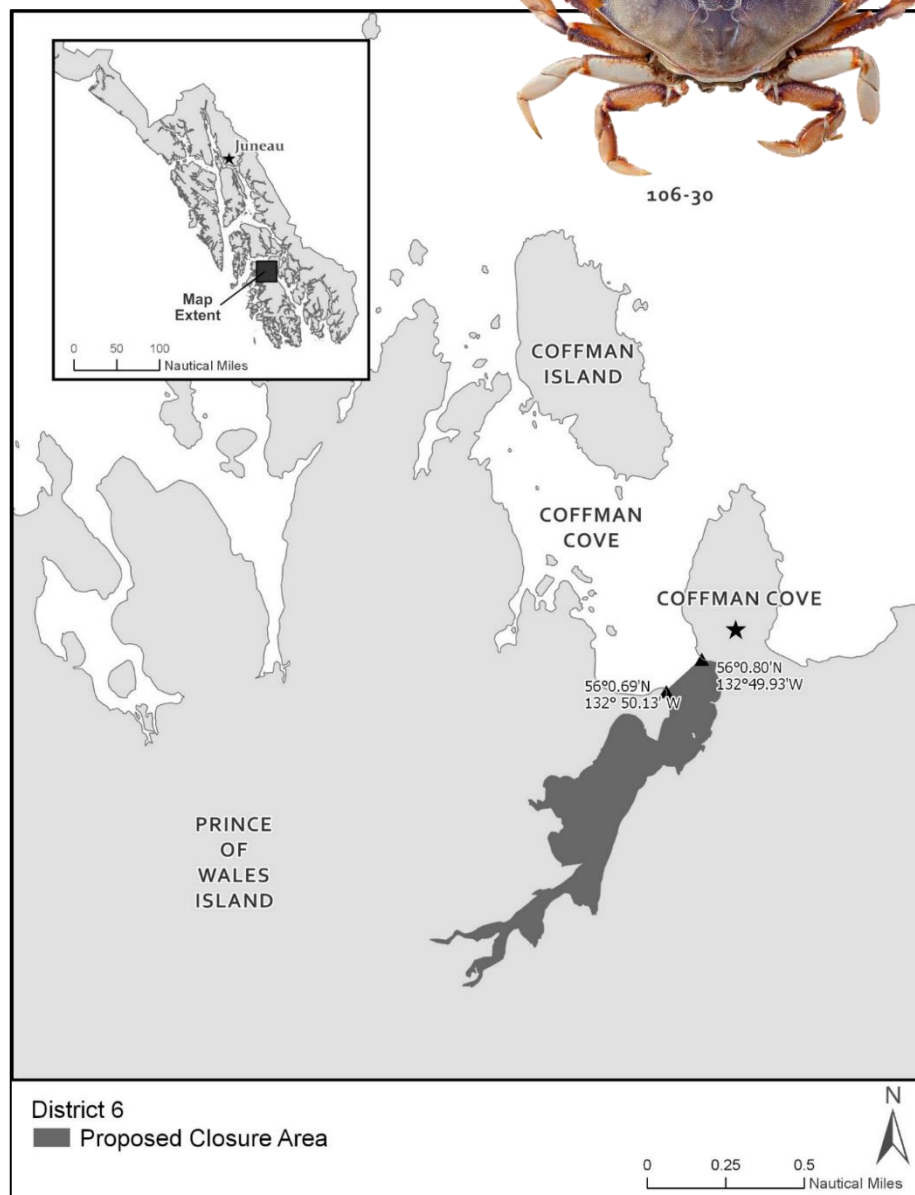 Juneau
Map
Extent
0 50 100
Nautical Miles
106-30
COFFMAN
ISLAND
COFFMAN
COVE
COFFMAN COVE
56°0.80'N
132°49.93'W
56°0.69'N
132° 50.13' W
PRINCE
OF
WALES
ISLAND
District 6
Proposed Closure Area
N
0 0.25 0.5
Nautical Miles